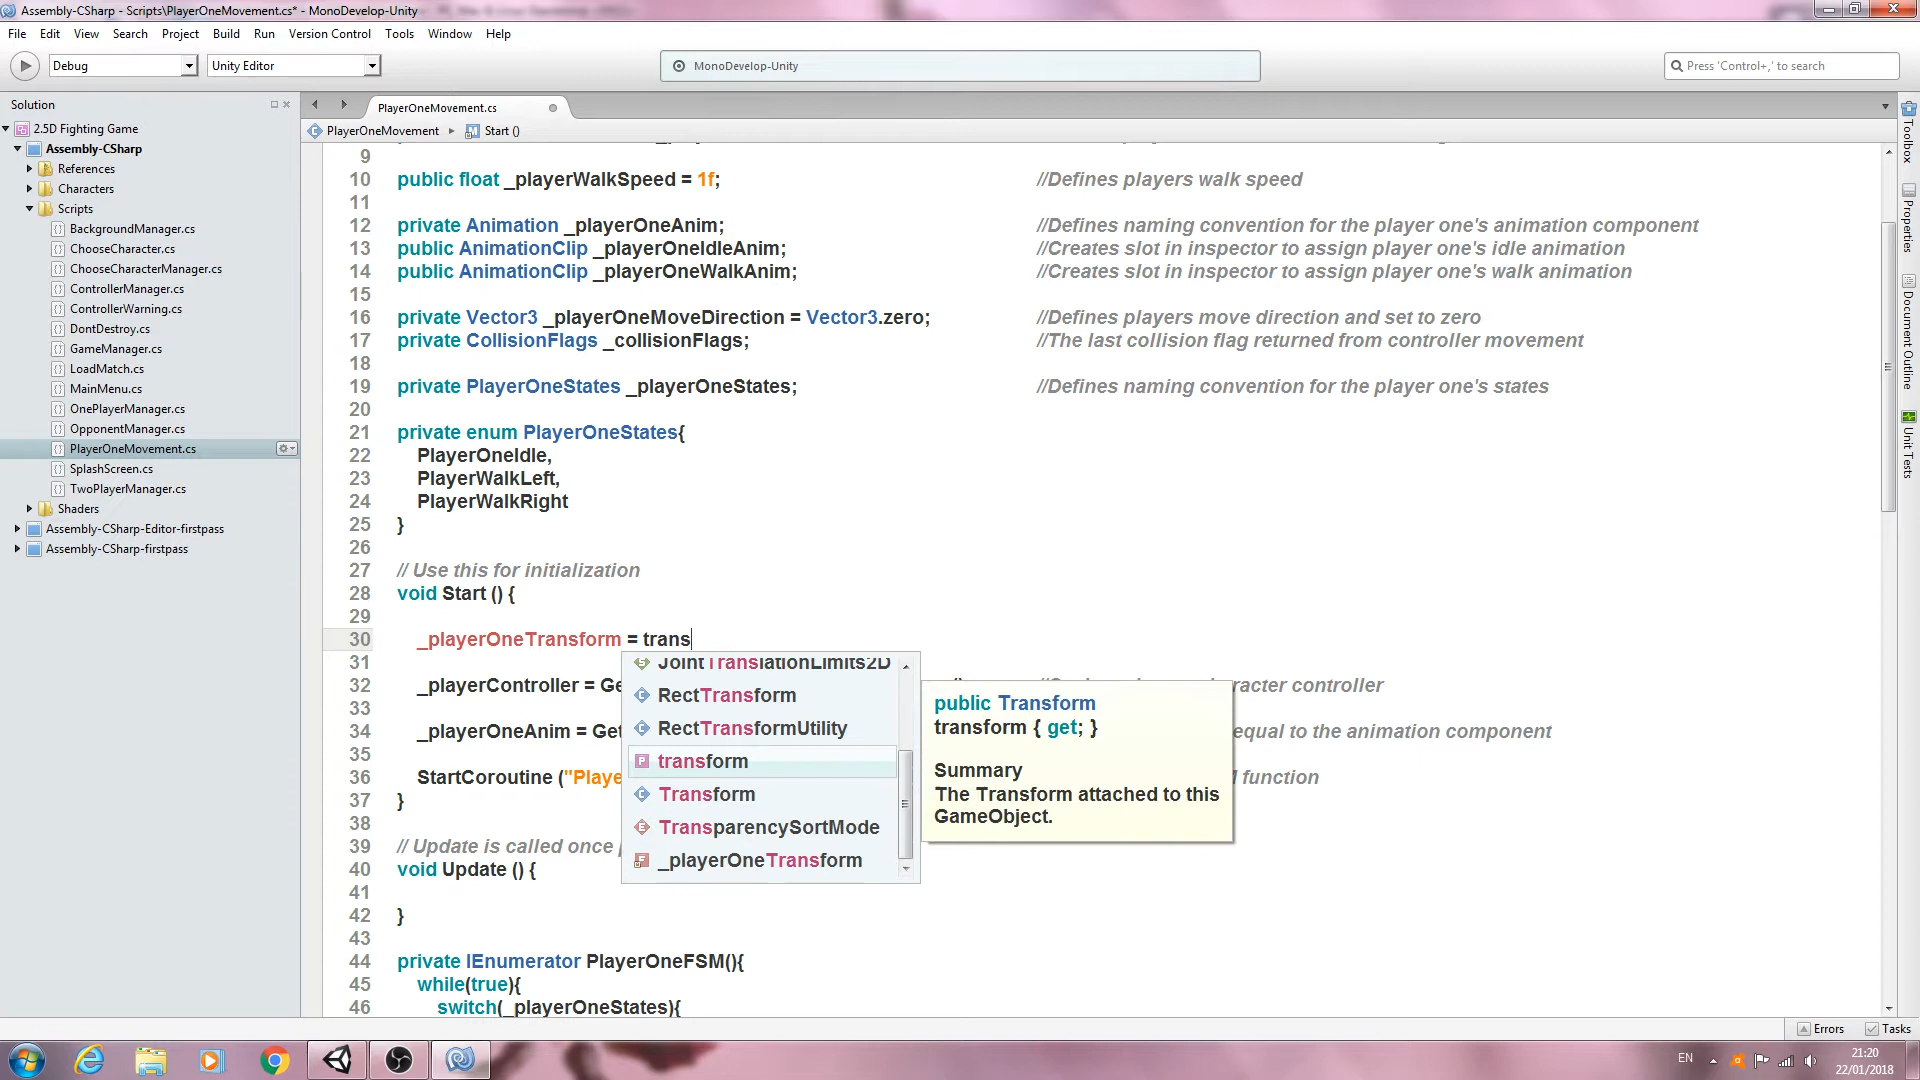 Assembly-CSharp - Scripts\PlayerOneMovement.cs* - MonoDevelop-Unity
File Edit View Search Project Build Run Version Control Tools Window Help
Debug
Unity Editor
MonoDevelop-Unity
Press 'Control+,' to search
Solution
2.5D Fighting Game
Assembly-CSharp
References
Characters
Scripts
BackgroundManager.cs
ChooseCharacter.cs
ChooseCharacterManager.cs
ControllerManager.cs
ControllerWarning.cs
DontDestroy.cs
GameManager.cs
LoadMatch.cs
MainMenu.cs
OnePlayerManager.cs
OpponentManager.cs
PlayerOneMovement.cs
SplashScreen.cs
TwoPlayerManager.cs
Shaders
Assembly-CSharp-Editor-firstpass
Assembly-CSharp-firstpass
PlayerOneMovement.cs
PlayerOneMovement Start ()
9
10 public float _playerWalkSpeed = 1f; //Defines players walk speed
11
12 private Animation _playerOneAnim; //Defines naming convention for the player one's animation component
13 public AnimationClip _playerOneIdleAnim; //Creates slot in inspector to assign player one's idle animation
14 public AnimationClip _playerOneWalkAnim; //Creates slot in inspector to assign player one's walk animation
15
16 private Vector3 _playerOneMoveDirection = Vector3.zero; //Defines players move direction and set to zero
17 private CollisionFlags _collisionFlags; //The last collision flag returned from controller movement
18
19 private PlayerOneStates _playerOneStates; //Defines naming convention for the player one's states
20
21 private enum PlayerOneStates{
22 PlayerOneIdle,
23 PlayerWalkLeft,
24 PlayerWalkRight
25 }
26
27 // Use this for initialization
28 void Start () {
29
30 _playerOneTransform = trans
31
32 _playerController = Ge aracter controller
33
34 _playerOneAnim = Get equal to the animation component
35
36 StartCoroutine ("Playe function
37 }
38
39 // Update is called once
40 void Update () {
41
42 }
43
44 private IEnumerator PlayerOneFSM(){
45 while(true){
46 switch(_playerOneStates){
JointTranslationLimits2D
RectTransform
RectTransformUtility
transform
Transform
TransparencySortMode
_playerOneTransform
public Transform
transform { get; }
Summary
The Transform attached to this
GameObject.
Toolbox
Properties
Document Outline
Unit Tests
Errors Tasks
EN
21:20
22/01/2018